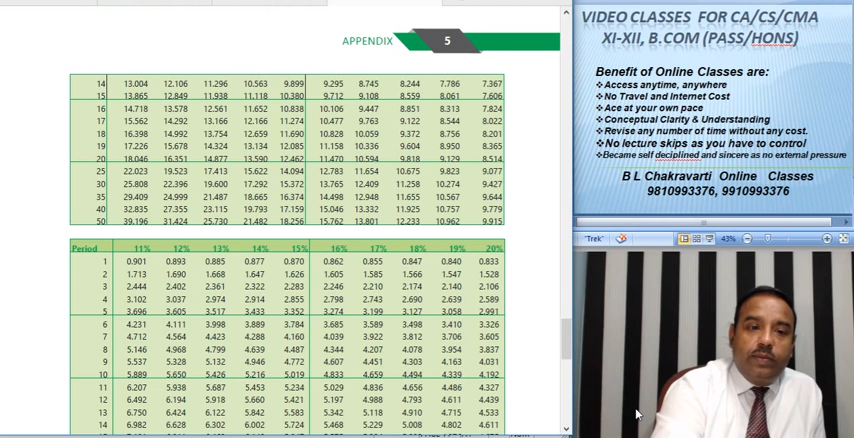 APPENDIX 5
14 13.004 12.106 11.296 10.563 9.899 9.295 8.745 8.244 7.786 7.367
15 13.865 12.849 11.938 11.118 10.380 9.712 9.108 8.559 8.061 7.606
16 14.718 13.578 12.561 11.652 10.838 10.106 9.447 8.851 8.313 7.824
17 15.562 14.292 13.166 12.166 11.274 10.477 9.763 9.122 8.544 8.022
18 16.398 14.992 13.754 12.659 11.690 10.828 10.059 9.372 8.756 8.201
19 17.226 15.678 14.324 13.134 12.085 11.158 10.336 9.604 8.950 8.365
20 18.046 16.351 14.877 13.590 12.462 11.470 10.594 9.818 9.129 8.514
25 22.023 19.523 17.413 15.622 14.094 12.783 11.654 10.675 9.823 9.077
30 25.808 22.396 19.600 17.292 15.372 13.765 12.409 11.258 10.274 9.427
35 29.409 24.999 21.487 18.665 16.374 14.498 12.948 11.655 10.567 9.644
40 32.835 27.355 23.115 19.793 17.159 15.046 13.332 11.925 10.757 9.779
50 39.196 31.424 25.730 21.482 18.256 15.762 13.801 12.233 10.962 9.915
Period 11% 12% 13% 14% 15% 16% 17% 18% 19% 20%
1 0.901 0.893 0.885 0.877 0.870 0.862 0.855 0.847 0.840 0.833
2 1.713 1.690 1.668 1.647 1.626 1.605 1.585 1.566 1.547 1.528
3 2.444 2.402 2.361 2.322 2.283 2.246 2.210 2.174 2.140 2.106
4 3.102 3.037 2.974 2.914 2.855 2.798 2.743 2.690 2.639 2.589
5 3.696 3.605 3.517 3.433 3.352 3.274 3.199 3.127 3.058 2.991
6 4.231 4.111 3.998 3.889 3.784 3.685 3.589 3.498 3.410 3.326
7 4.712 4.564 4.423 4.288 4.160 4.039 3.922 3.812 3.706 3.605
8 5.146 4.968 4.799 4.639 4.487 4.344 4.207 4.078 3.954 3.837
9 5.537 5.328 5.132 4.946 4.772 4.607 4.451 4.303 4.163 4.031
10 5.889 5.650 5.426 5.216 5.019 4.833 4.659 4.494 4.339 4.192
11 6.207 5.938 5.687 5.453 5.234 5.029 4.836 4.656 4.486 4.327
12 6.492 6.194 5.918 5.660 5.421 5.197 4.988 4.793 4.611 4.439
13 6.750 6.424 6.122 5.842 5.583 5.342 5.118 4.910 4.715 4.533
14 6.982 6.628 6.302 6.002 5.724 5.468 5.229 5.008 4.802 4.611
VIDEO CLASSES FOR CA/CS/CMA
XI-XII, B.COM (PASS/HONS)
Benefit of Online Classes are:
Access anytime, anywhere
No Travel and Internet Cost
Ace at your own pace
Conceptual Clarity & Understanding
Revise any number of time without any cost.
No lecture skips as you have to control
Became self deciplined and sincere as no external pressure
B L Chakravarti Online Classes
9810993376, 9910993376
"Trek" 43%